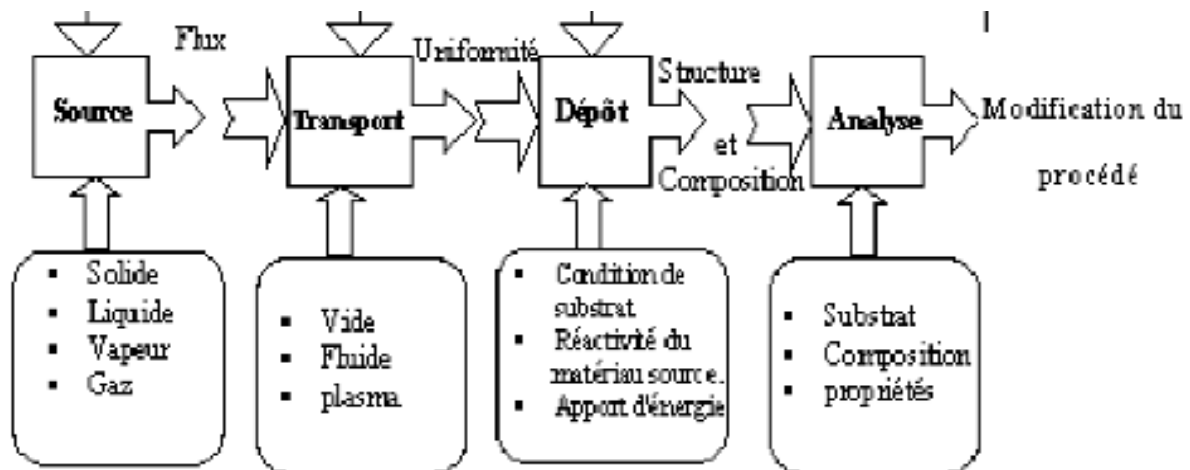 Flux
Uniformité
Structure
et
Composition
Source
Transport
Dépôt
Analyse
Modification du
procédé
▪ Solide
▪ Liquide
▪ Vapeur
▪ Gaz
▪ Vide
▪ Fluide
▪ plasma
▪ Condition de
substrat
▪ Réactivité du
matériau source.
▪ Apport d'énergie
▪ Substrat
▪ Composition
▪ propriétés